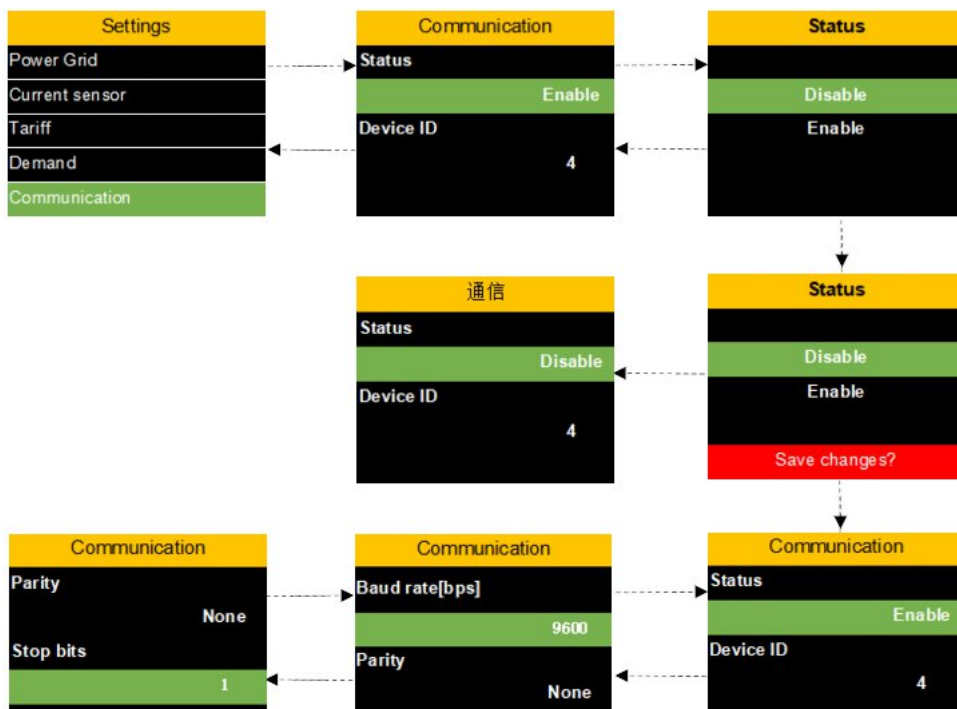 Settings
Power Grid
Current sensor
Tariff
Demand
Communication
Communication
Status
Enable
Device ID
4
Status
Disable
Enable
通信
Status
Disable
Device ID
4
Status
Disable
Enable
Save changes?
Communication
Parity
None
Stop bits
1
Communication
Baud rate[bps]
9600
Parity
None
Communication
Status
Enable
Device ID
4